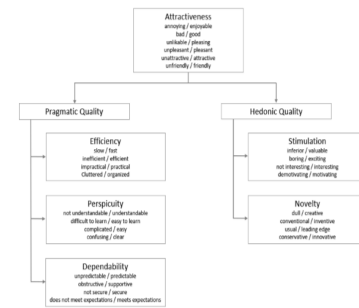 Attractiveness
annoying / enjoyable
bad / good
unlikable / pleasing
unpleasant / pleasant
unattractive / attractive
unfriendly / friendly
Pragmatic Quality
Hedonic Quality
Efficiency
slow / fast
inefficient / efficient
impractical / practical
Cluttered / organized
Stimulation
inferior / valuable
boring / exciting
not interesting / interesting
demotivating / motivating
Perspicuity
not understandable / understandable
difficult to learn / easy to learn
complicated / easy
confusing / clear
Novelty
dull / creative
conventional / inventive
usual / leading edge
conservative / innovative
Dependability
unpredictable / predictable
obstructive / supportive
not secure / secure
does not meet expectations / meets expectations